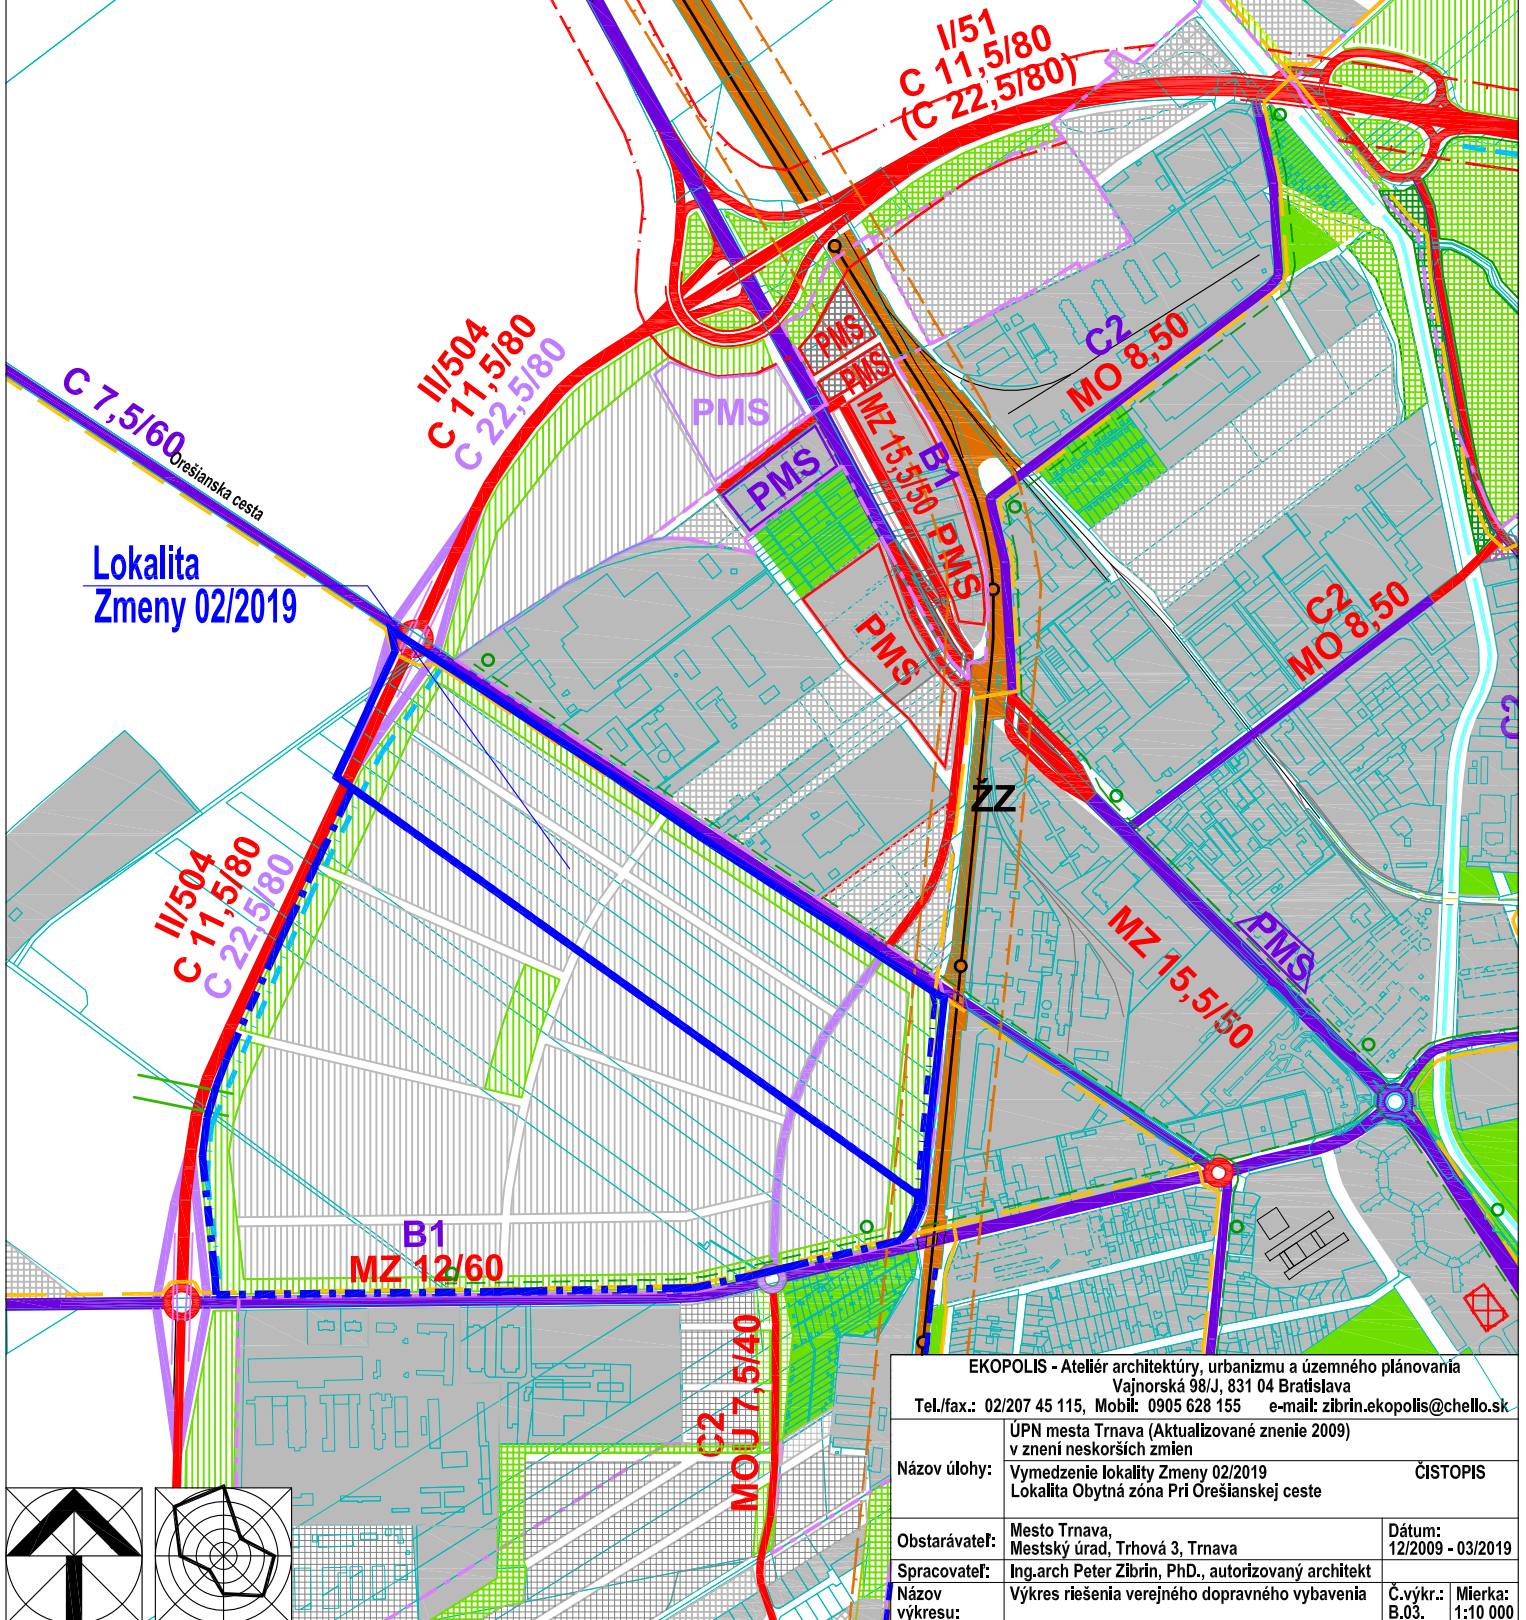 I/51
C 11,5/80
(C 22,5/80)
II/504
C 11,5/80
C 22,5/80
C 7,5/60
Orešianska cesta
Lokalita
Zmeny 02/2019
PMS
PMS
PMS
PMS
MZ 15,5/50
B1
PMS
PMS
C2
MO 8,50
C2
MO 8,50
C2
ŽZ
II/504
C 11,5/80
C 22,5/80
MZ 15,5/50
PMS
B1
MZ 12/60
C2
MOU 7,5/40
EKOPOLIS - Ateliér architektúry, urbanizmu a územného plánovania
Vajnorská 98/J, 831 04 Bratislava
Tel./fax.: 02/207 45 115, Mobil: 0905 628 155 e-mail: zibrin.ekopolis@chello.sk
Názov úlohy:
ÚPN mesta Trnava (Aktualizované znenie 2009)
v znení neskorších zmien
Vymedzenie lokality Zmeny 02/2019 ČISTOPIS
Lokalita Obytná zóna Pri Orešianskej ceste
Obstarávateľ:
Mesto Trnava,
Mestský úrad, Trhová 3, Trnava
Dátum:
12/2009 - 03/2019
Spracovateľ: Ing.arch Peter Zibrin, PhD., autorizovaný architekt
Názov
výkresu:
Výkres riešenia verejného dopravného vybavenia
Č.výkr.:
B.03.
Mierka:
1:10 000